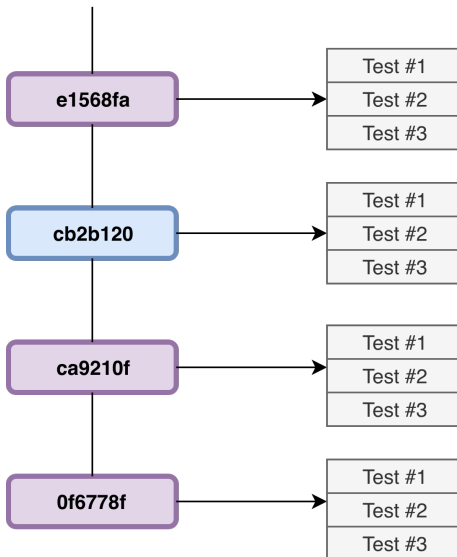 e1568fa
Test #1
Test #2
Test #3
cb2b120
Test #1
Test #2
Test #3
ca9210f
Test #1
Test #2
Test #3
0f6778f
Test #1
Test #2
Test #3